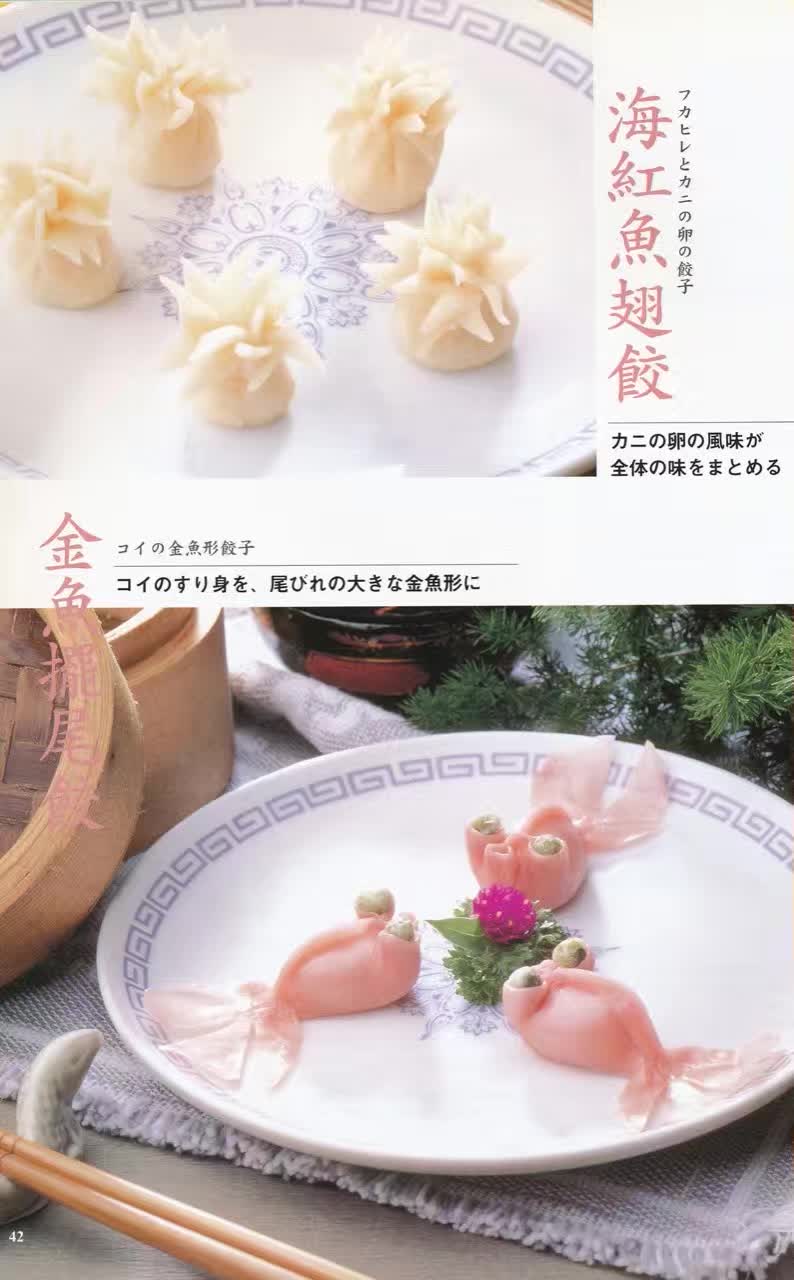 海紅魚翅餃
フカヒレとカニの卵の餃子
カニの卵の風味が
全体の味をまとめる
金魚擺尾餃
コイの金魚形餃子
コイのすり身を、尾びれの大きな金魚形に
42